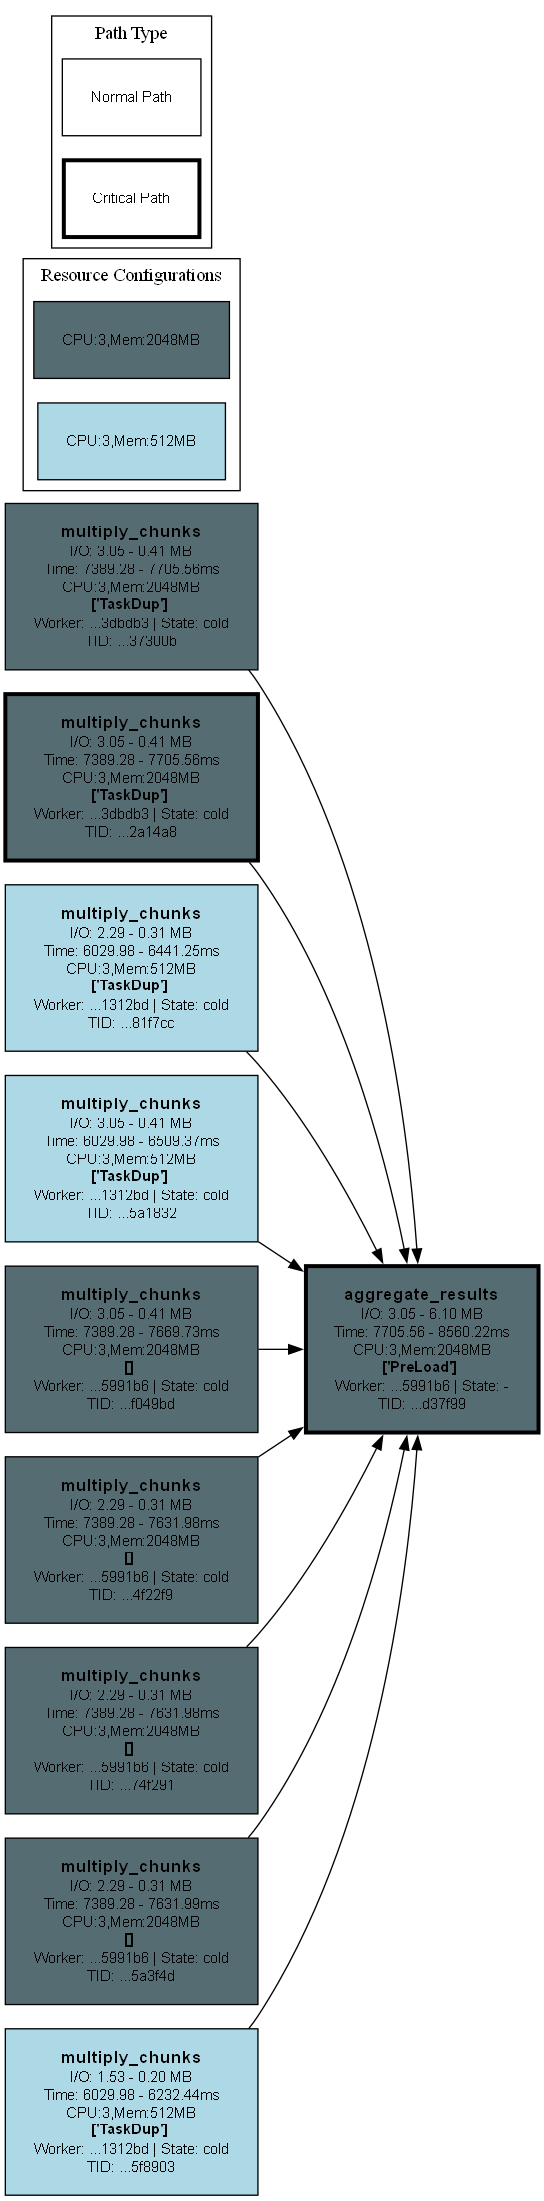 Path Type
Normal Path
Critical Path
Resource Configurations
CPU:3,Mem:2048MB
CPU:3,Mem:512MB
multiply_chunks
I/O: 3.05 - 0.41 MB
Time: 7389.28 - 7705.56ms
CPU:3,Mem:2048MB
['TaskDup']
Worker: ...3dbdb3 | State: cold
TID: ...37300b
multiply_chunks
I/O: 3.05 - 0.41 MB
Time: 7389.28 - 7705.56ms
CPU:3,Mem:2048MB
['TaskDup']
Worker: ...3dbdb3 | State: cold
TID: ...2a14a8
multiply_chunks
I/O: 2.29 - 0.31 MB
Time: 6029.98 - 6441.25ms
CPU:3,Mem:512MB
['TaskDup']
Worker: ...1312bd | State: cold
TID: ...81f7cc
multiply_chunks
I/O: 3.05 - 0.41 MB
Time: 6029.98 - 6509.37ms
CPU:3,Mem:512MB
['TaskDup']
Worker: ...1312bd | State: cold
TID: ...5a1832
multiply_chunks
I/O: 3.05 - 0.41 MB
Time: 7389.28 - 7669.73ms
CPU:3,Mem:2048MB
[]
Worker: ...5991b6 | State: cold
TID: ...f049bd
aggregate_results
I/O: 3.05 - 6.10 MB
Time: 7705.56 - 8560.22ms
CPU:3,Mem:2048MB
['PreLoad']
Worker: ...5991b6 | State: -
TID: ...d37f99
multiply_chunks
I/O: 2.29 - 0.31 MB
Time: 7389.28 - 7631.98ms
CPU:3,Mem:2048MB
[]
Worker: ...5991b6 | State: cold
TID: ...4f22f9
multiply_chunks
I/O: 2.29 - 0.31 MB
Time: 7389.28 - 7631.98ms
CPU:3,Mem:2048MB
[]
Worker: ...5991b6 | State: cold
TID: ...74f291
multiply_chunks
I/O: 2.29 - 0.31 MB
Time: 7389.28 - 7631.99ms
CPU:3,Mem:2048MB
[]
Worker: ...5991b6 | State: cold
TID: ...5a3f4d
multiply_chunks
I/O: 1.53 - 0.20 MB
Time: 6029.98 - 6232.44ms
CPU:3,Mem:512MB
['TaskDup']
Worker: ...1312bd | State: cold
TID: ...5f8903